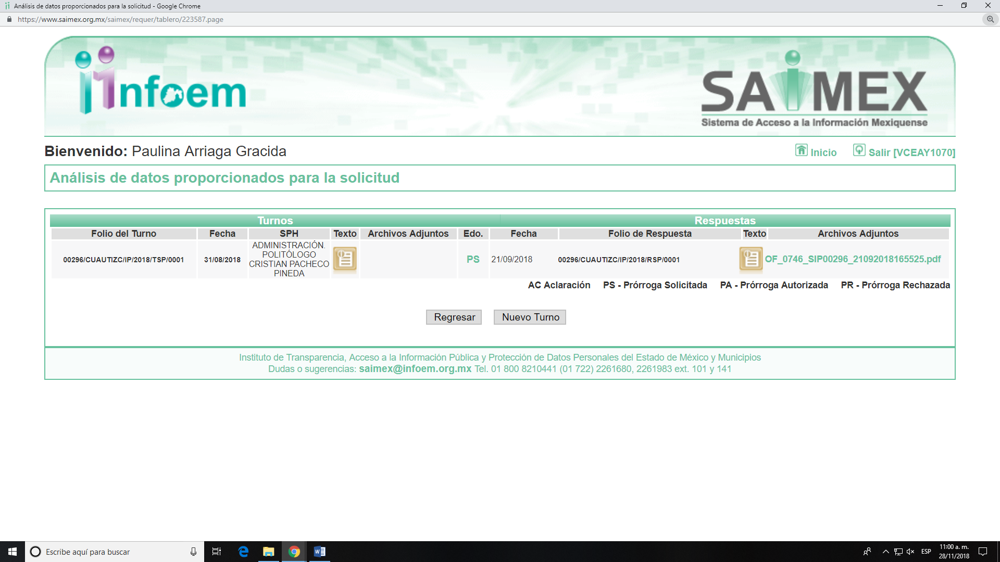 Análisis de datos proporcionados para la solicitud - Google Chrome
https://www.saimex.org.mx/saimex/requer/tablero/223587.page
infoem
SAIMEX
Sistema de Acceso a la Información Mexiquense
Bienvenido: Paulina Arriaga Gracida
Inicio Salir [VCEAY1070]
Análisis de datos proporcionados para la solicitud
Turnos Respuestas
Folio del Turno Fecha SPH Texto Archivos Adjuntos Edo. Fecha Folio de Respuesta Texto Archivos Adjuntos
00296/CUAUTIZC/IP/2018/TSP/0001 31/08/2018 ADMINISTRACIÓN. POLITÓLOGO CRISTIAN PACHECO PINEDA PS 21/09/2018 00296/CUAUTIZC/IP/2018/RSP/0001 OF_0746_SIP00296_21092018165525.pdf
AC Aclaración PS - Prórroga Solicitada PA - Prórroga Autorizada PR - Prórroga Rechazada
Regresar Nuevo Turno
Instituto de Transparencia, Acceso a la Información Pública y Protección de Datos Personales del Estado de México y Municipios
Dudas o sugerencias: saimex@infoem.org.mx Tel. 01 800 8210441 (01 722) 2261680, 2261983 ext. 101 y 141
Escribe aquí para buscar
ESP
11:00 a. m.
28/11/2018